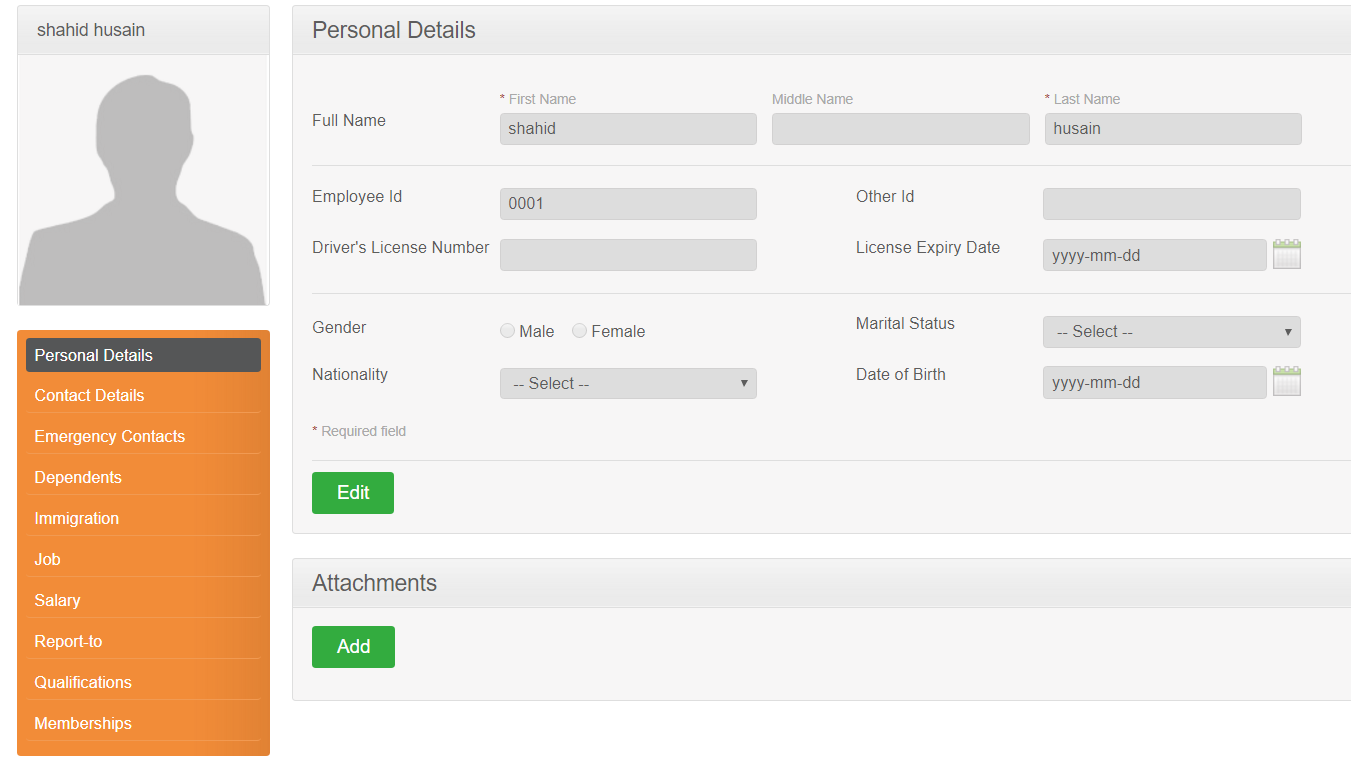 shahid husain
Personal Details
Contact Details
Emergency Contacts
Dependents
Immigration
Job
Salary
Report-to
Qualifications
Memberships
Personal Details
* First Name Middle Name * Last Name
Full Name shahid husain
Employee Id 0001 Other Id
Driver's License Number License Expiry Date yyyy-mm-dd
Gender Male Female Marital Status -- Select --
Nationality -- Select -- Date of Birth yyyy-mm-dd
* Required field
Edit
Attachments
Add